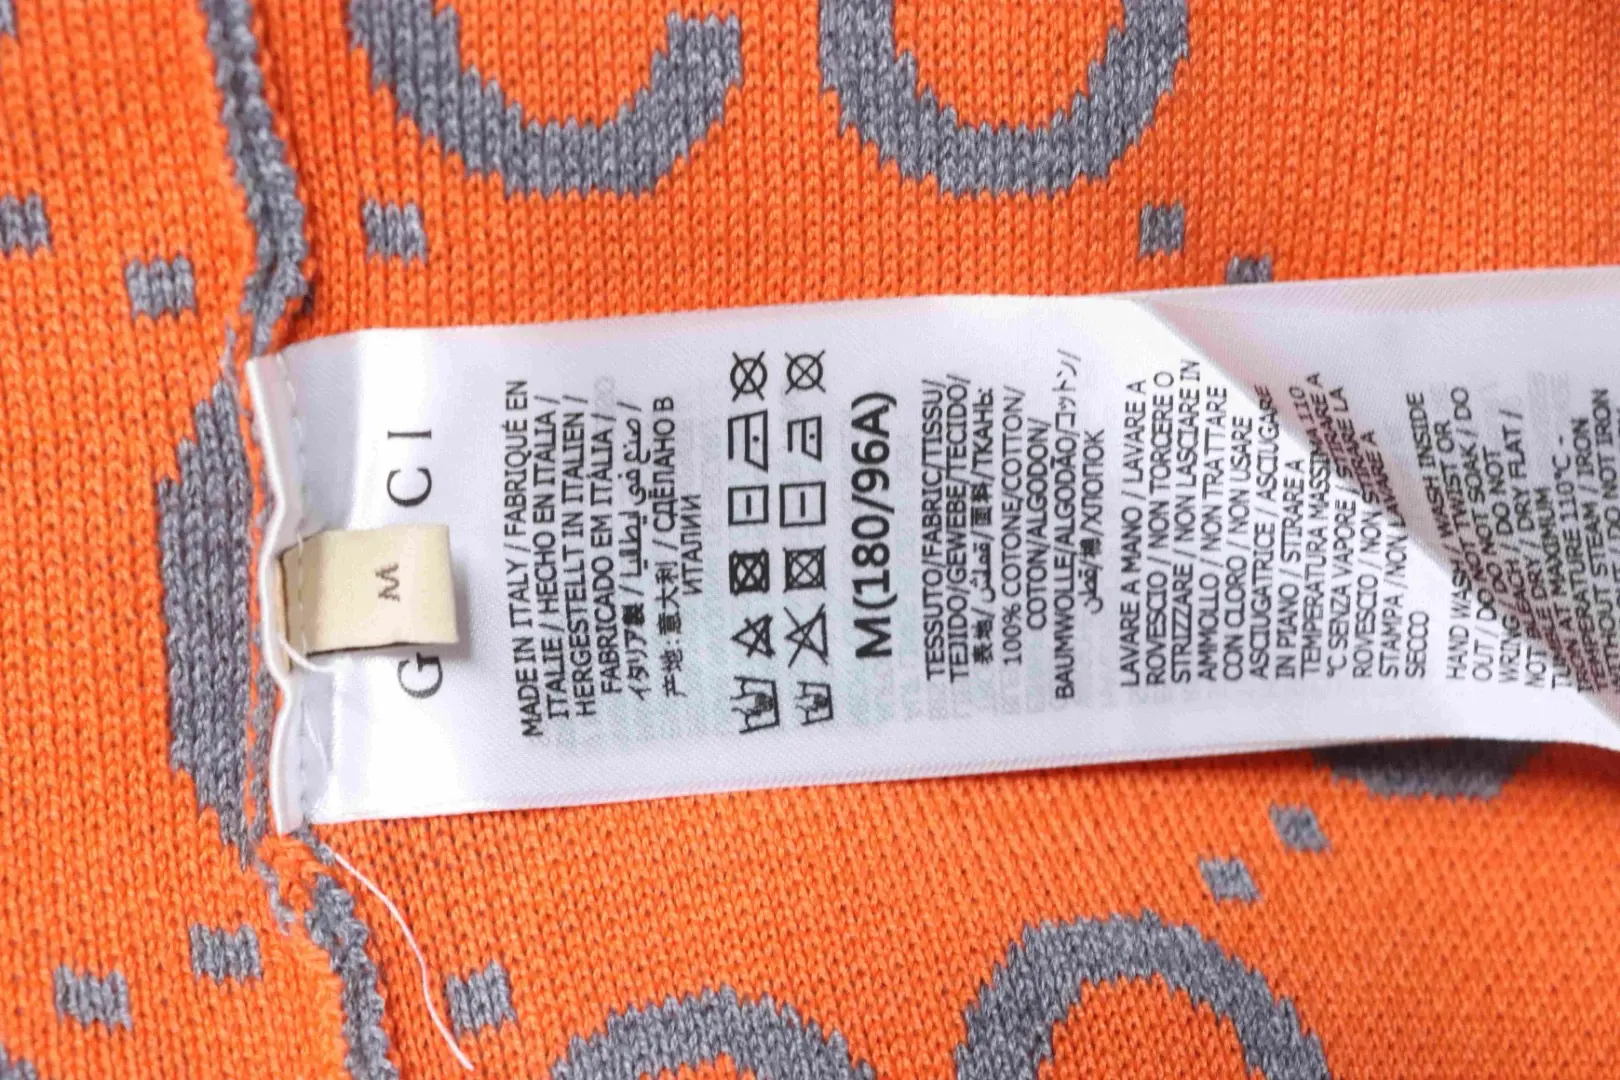 G C I
M
MADE IN ITALY / FABRIQUÉ EN
ITALIE / HECHO EN ITALIA /
HERGESTELLT IN ITALIEN /
FABRICADO EM ITÁLIA /
イタリア製 / صنع في إيطاليا /
产地：意大利 / СДЕЛАНО В
ИТАЛИИ
M(180/96A)
TESSUTO/FABRIC/TISSU/
TEJIDO/GEWEBE/TECIDO/
表地/قماش/面料/ТКАНЬ:
100% COTONE/COTTON/
COTON/ALGODON/
BAUMWOLLE/ALGODÃO/コットン/
قطن/棉/ХЛОПОК
LAVARE A MANO / LAVARE A
ROVESCIO / NON TORCERE O
STRIZZARE / NON LASCIARE IN
AMMOLLO / NON TRATTARE
CON CLORO / NON USARE
ASCIUGATRICE / ASCIUGARE
IN PIANO / STIRARE A
TEMPERATURA MASSIMA 110
°C SENZA VAPORE / STIRARE A
ROVESCIO / NON STIRARE LA
STAMPA / NON LAVARE A
SECCO
HAND WASH / WASH INSIDE
OUT / DO NOT TWIST OR
WRING / DO NOT SOAK / DO
NOT BLEACH / DO NOT
TUMBLE DRY / DRY FLAT /
IRON AT MAXIMUM
TEMPERATURE 110°C -
WITHOUT STEAM / IRON
NOT IRON